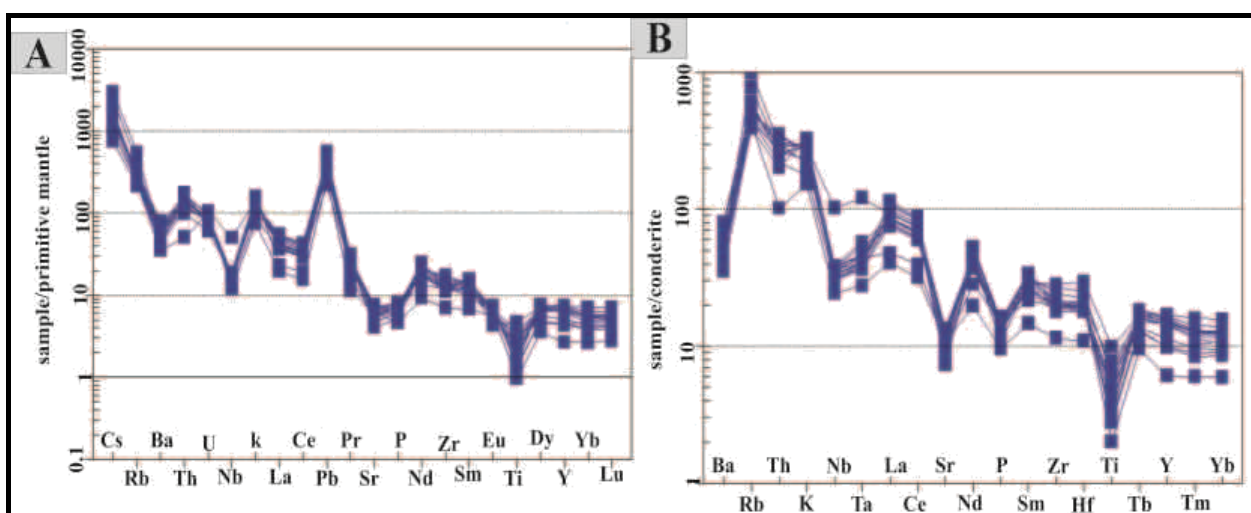 A
sample/primitive mantle
10000
1000
100
10
1
0.1
Cs Ba U k Ce Pr P Zr Eu Dy Yb
Rb Th Nb La Pb Sr Nd Sm Ti Y Lu
B
sample/conderite
1000
100
10
1
Ba Th Nb La Sr P Zr Ti Y Yb
Rb K Ta Ce Nd Sm Hf Tb Tm